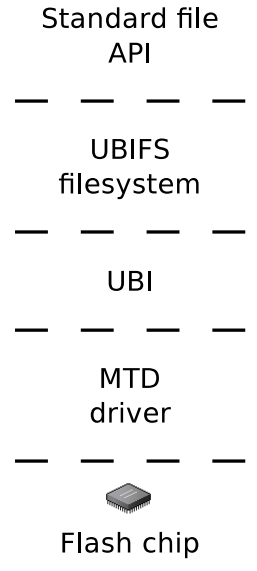 Standard file
API
UBIFS
filesystem
UBI
MTD
driver
Flash chip